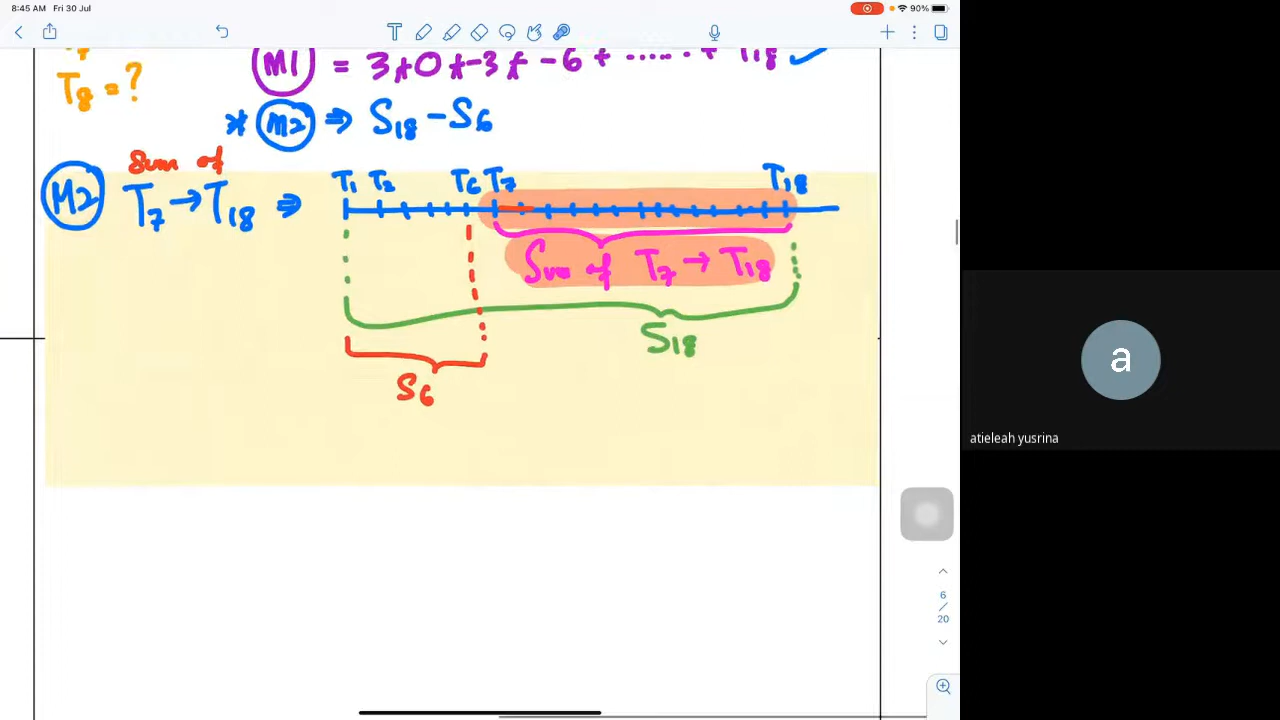 8:45 AM Fri 30 Jul
90%
T8 = ?
M1 = 3 + 0 + -3 + -6 + ...... + T18 ✓
* M2 ⇒ S18 - S6
Sum of
M2 T7 → T18 ⇒
T1 T2 T6 T7 T18
Sum of T7 → T18
S18
S6
a
atieleah yusrina
6
/
20